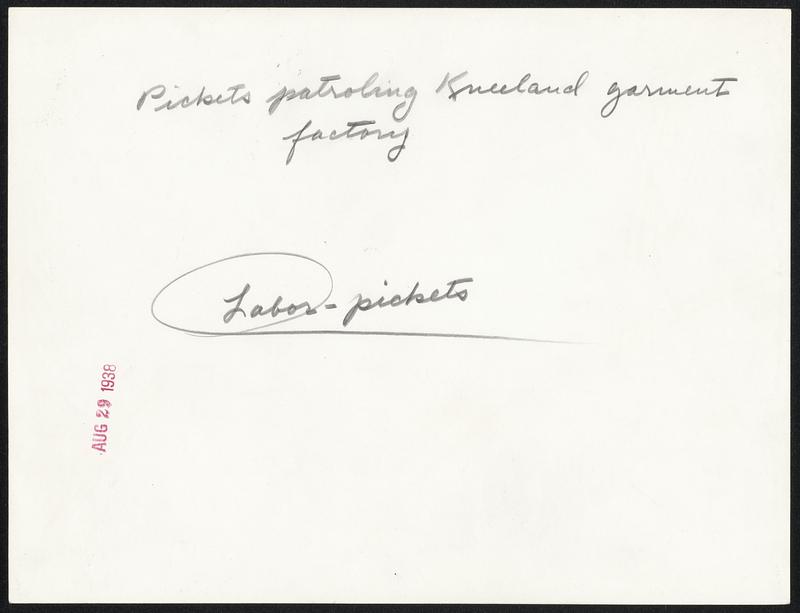 Pickets patroling Kneeland garment
factory
Labor - pickets
AUG 29 1938